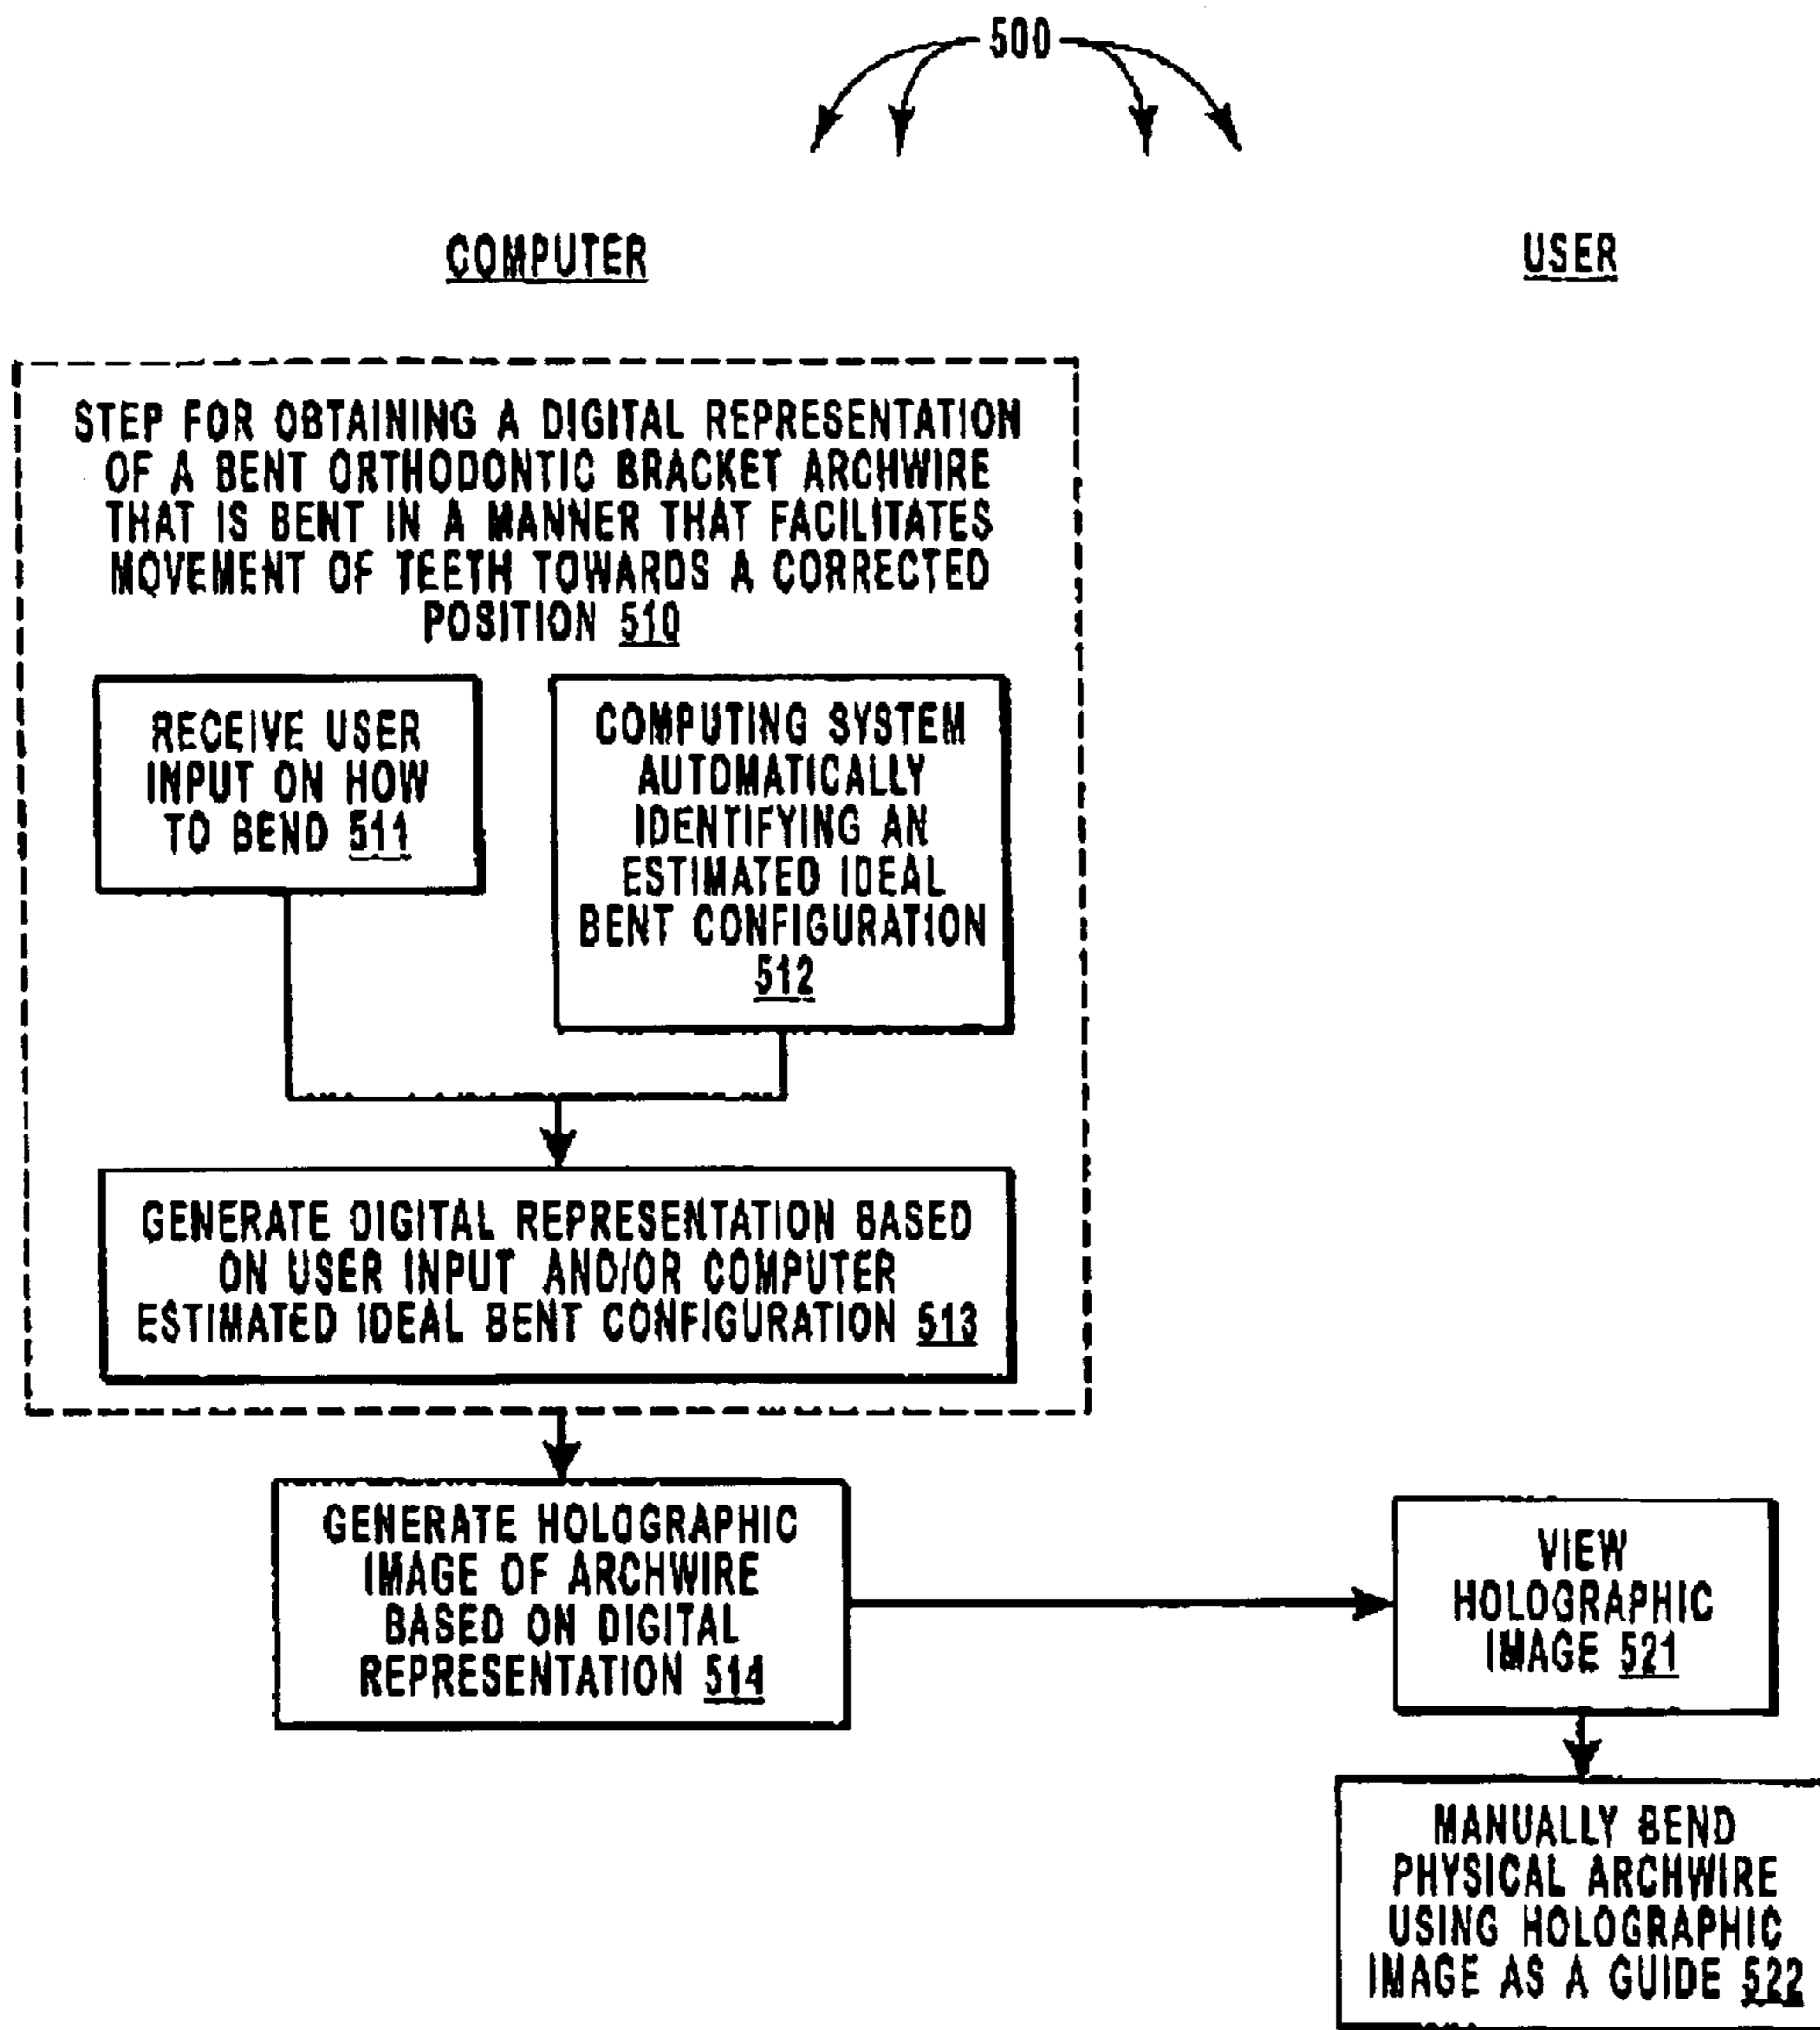 500
COMPUTER
USER
STEP FOR OBTAINING A DIGITAL REPRESENTATION
OF A BENT ORTHODONTIC BRACKET ARCHWIRE
THAT IS BENT IN A MANNER THAT FACILITATES
MOVEMENT OF TEETH TOWARDS A CORRECTED
POSITION 510
RECEIVE USER
INPUT ON HOW
TO BEND 511
COMPUTING SYSTEM
AUTOMATICALLY
IDENTIFYING AN
ESTIMATED IDEAL
BENT CONFIGURATION
512
GENERATE DIGITAL REPRESENTATION BASED
ON USER INPUT AND/OR COMPUTER
ESTIMATED IDEAL BENT CONFIGURATION 513
GENERATE HOLOGRAPHIC
IMAGE OF ARCHWIRE
BASED ON DIGITAL
REPRESENTATION 514
VIEW
HOLOGRAPHIC
IMAGE 521
MANUALLY BEND
PHYSICAL ARCHWIRE
USING HOLOGRAPHIC
IMAGE AS A GUIDE 522